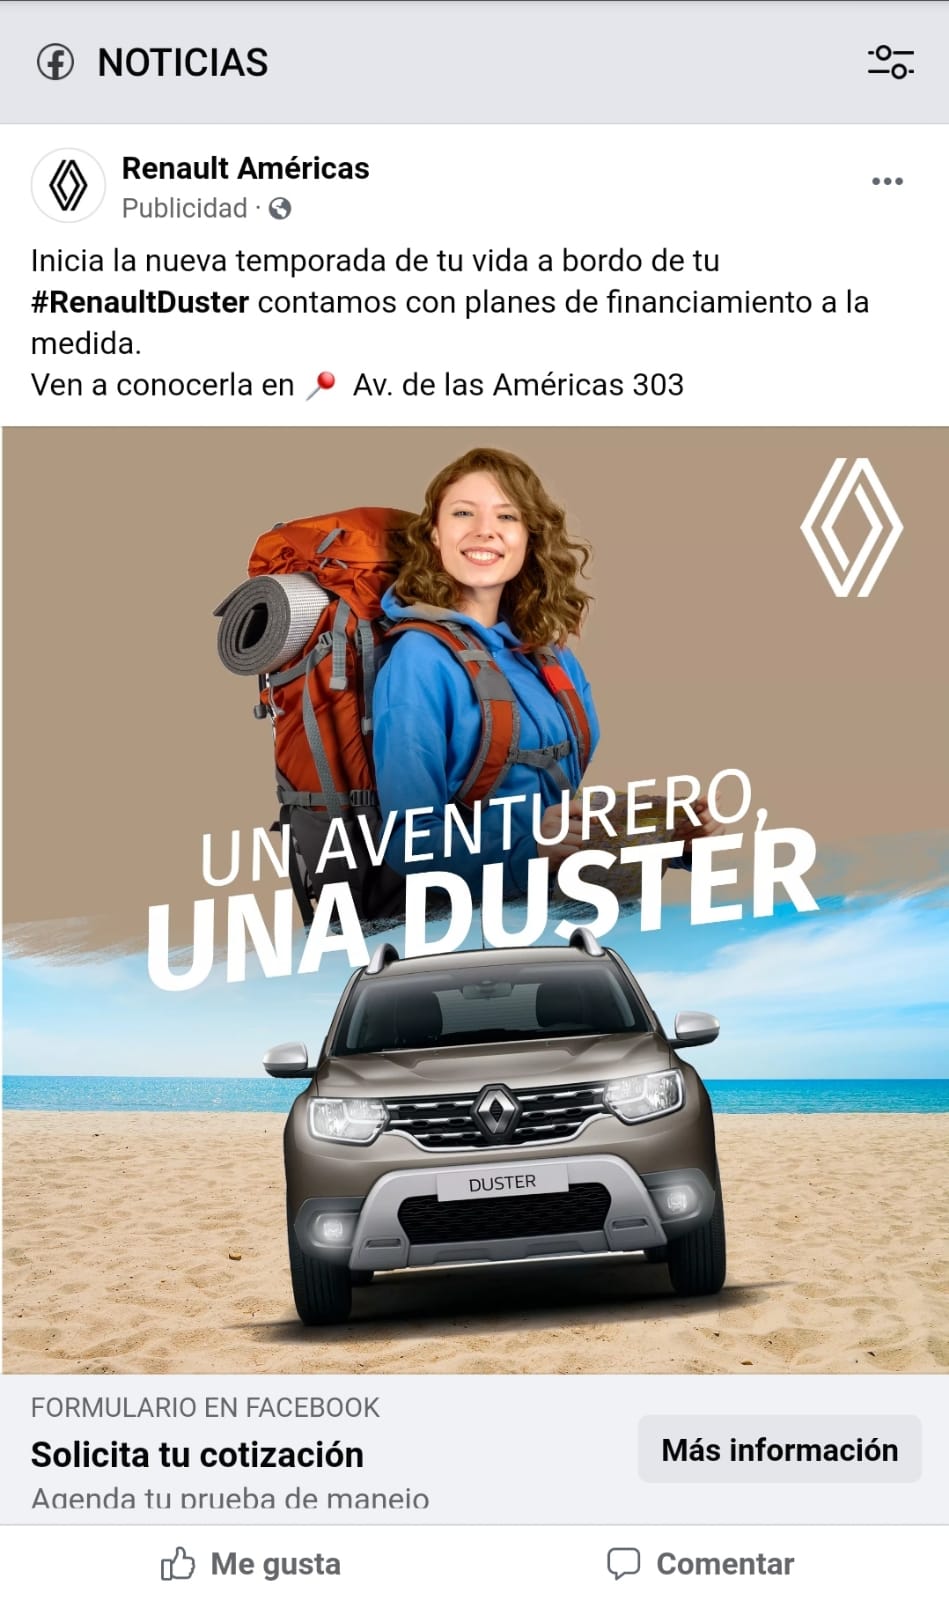 NOTICIAS
Renault Américas
Publicidad ·
Inicia la nueva temporada de tu vida a bordo de tu
#RenaultDuster contamos con planes de financiamiento a la
medida.
Ven a conocerla en 📍 Av. de las Américas 303
UN AVENTURERO,
UNA DUSTER
DUSTER
FORMULARIO EN FACEBOOK
Solicita tu cotización
Más información
Agenda tu prueba de manejo
Me gusta
Comentar